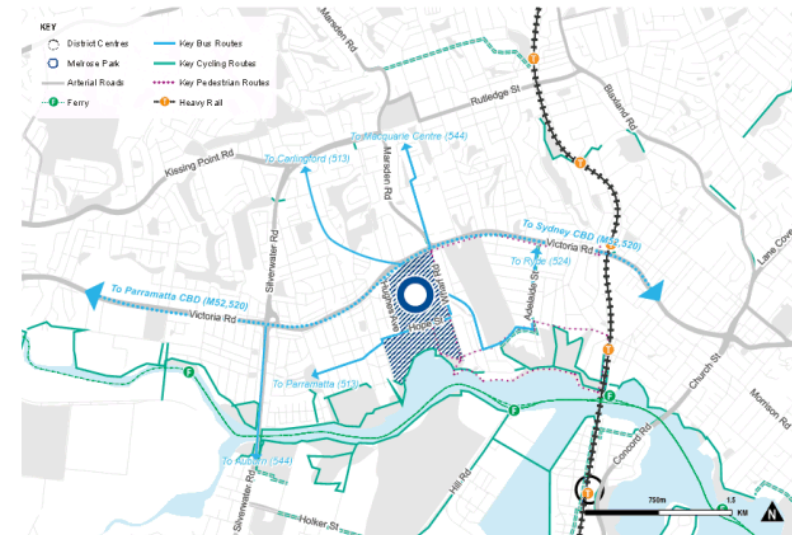 KEY
District Centres
Key Bus Routes
Melrose Park
Key Cycling Routes
Arterial Roads
Key Pedestrian Routes
F
Ferry
T
Heavy Rail
Marsden Rd
T
Rutledge St
Blaxland Rd
To Macquarie Centre (544)
Kissing Point Rd
To Carlingford (513)
Marsden Rd
T
Silverwater Rd
To Sydney CBD (M52,520)
Victoria Rd
T
Lane Cove
To Ryde (524)
To Parramatta CBD (M52,520)
Victoria Rd
Hughes Ave
Wharf Rd
Adelaide St
Hope St
T
Church St
F
To Parramatta (513)
F
F
Morrison Rd
Concord Rd
To Auburn (544)
Silverwater Rd
Hill Rd
T
Holker St
750m
1.5
KM
F
N